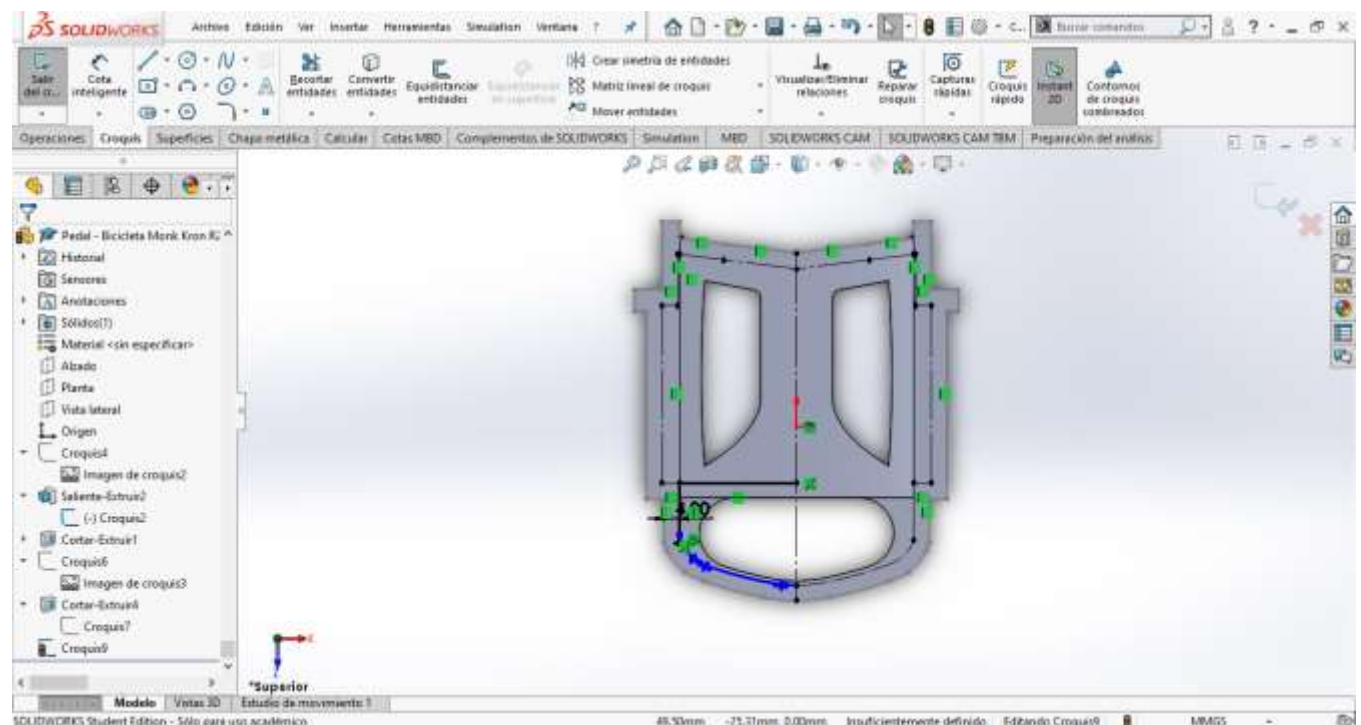 SOLIDWORKS Archivo Edición Ver Insertar Herramientas Simulation Ventana ? c... Buscar comandos ?
Salir del cr... Cota inteligente Recortar entidades Convertir entidades Equidistanciar entidades Crear simetría de entidades Matriz lineal de croquis Mover entidades Visualizar/Eliminar relaciones Reparar croquis Capturas rápidas Croquis rápido Instant 2D Contornos de croquis sombreados
Operaciones Croquis Superficies Chapa metálica Calcular Cotas MBD Complementos de SOLIDWORKS Simulation MBD SOLIDWORKS CAM SOLIDWORKS CAM TBM Preparación del análisis
Pedal - Bicicleta Monk Kron R
Historial
Sensores
Anotaciones
Sólidos(1)
Material <sin especificar>
Alzado
Planta
Vista lateral
Origen
Croquis4
Imagen de croquis2
Saliente-Extruir2
(-) Croquis2
Cortar-Extruir1
Croquis6
Imagen de croquis3
Cortar-Extruir4
Croquis7
Croquis9
4.00
X
*Superior
Modelo Vistas 3D Estudio de movimiento 1
SOLIDWORKS Student Edition - Sólo para uso académico. 49.50mm -75.31mm 0.00mm Insuficientemente definido Editando Croquis9 MMGS